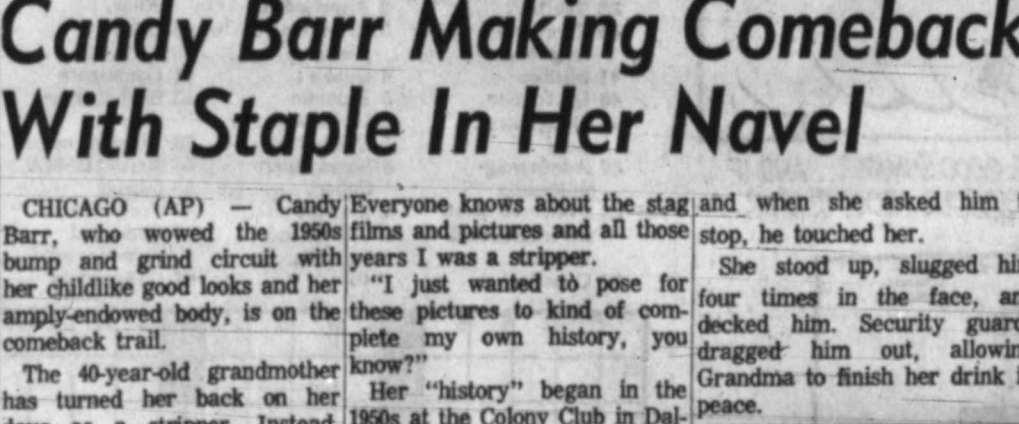 Candy Barr Making Comeback
With Staple In Her Navel
CHICAGO (AP) — Candy
Barr, who wowed the 1950s
bump and grind circuit with
her childlike good looks and her
amply-endowed body, is on the
comeback trail.
The 40-year-old grandmother
has turned her back on her
Everyone knows about the stag
films and pictures and all those
years I was a stripper.
"I just wanted to pose for
these pictures to kind of com-
plete my own history, you
know?"
Her "history" began in the
1950s at the Colony Club in Dal-
and when she asked him
stop, he touched her.
She stood up, slugged
four times in the face,
decked him. Security
dragged him out,
Grandma to finish her drink
peace.